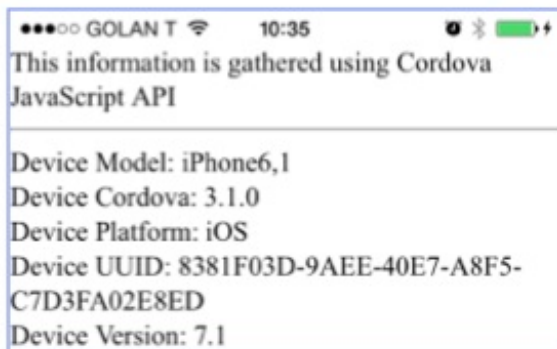 GOLAN T 10:35
This information is gathered using Cordova
JavaScript API
Device Model: iPhone6,1
Device Cordova: 3.1.0
Device Platform: iOS
Device UUID: 8381F03D-9AEE-40E7-A8F5-
C7D3FA02E8ED
Device Version: 7.1